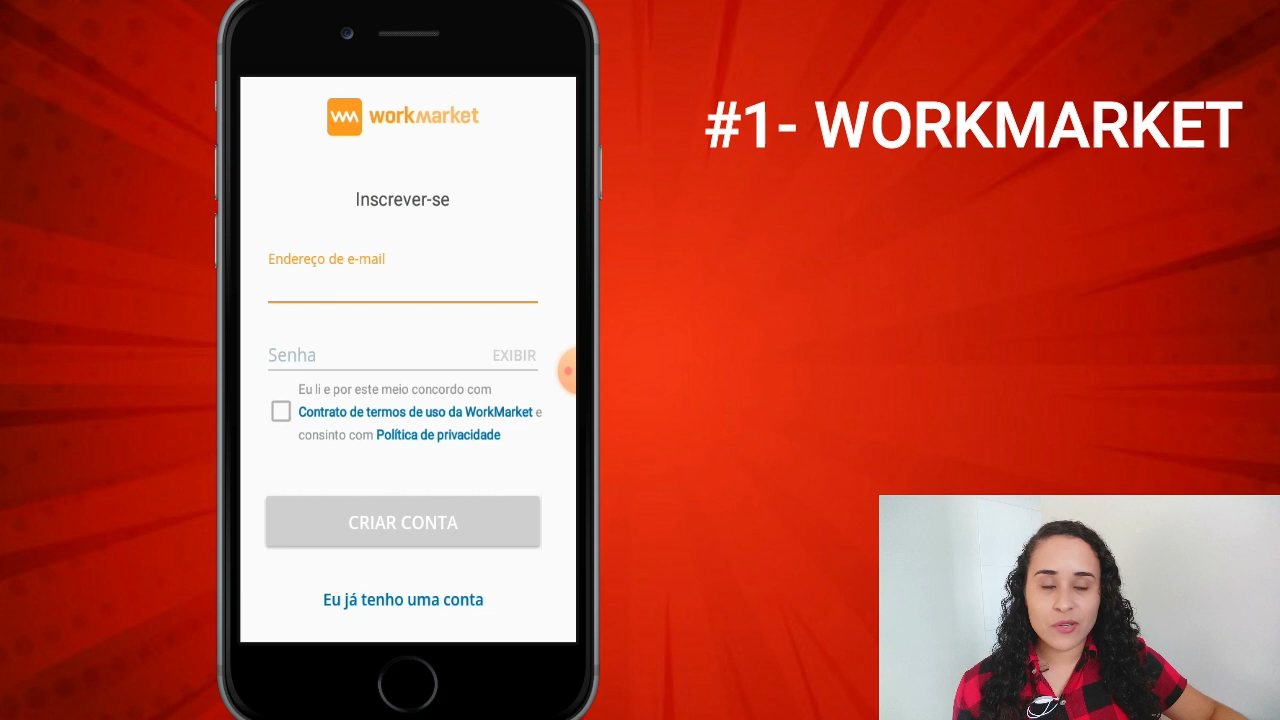 #1- WORKMARKET
workmarket
Inscrever-se
Endereço de e-mail
Senha EXIBIR
Eu li e por este meio concordo com
Contrato de termos de uso da WorkMarket e
consinto com Política de privacidade
CRIAR CONTA
Eu já tenho uma conta